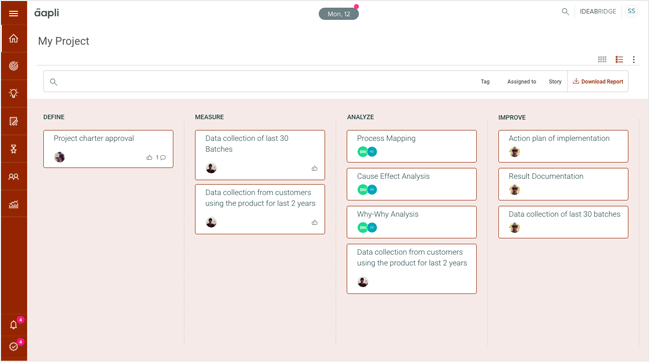 āapli
Mon, 12
IDEABRIDGE
SS
My Project
Tag
Assigned to
Story
Download Report
DEFINE
MEASURE
ANALYZE
IMPROVE
Project charter approval
1
Data collection of last 30
Batches
Data collection from customers
using the product for last 2 years
Process Mapping
Cause Effect Analysis
Why-Why Analysis
Data collection from customers
using the product for last 2 years
Action plan of implementation
Result Documentation
Data collection of last 30 batches
4
4